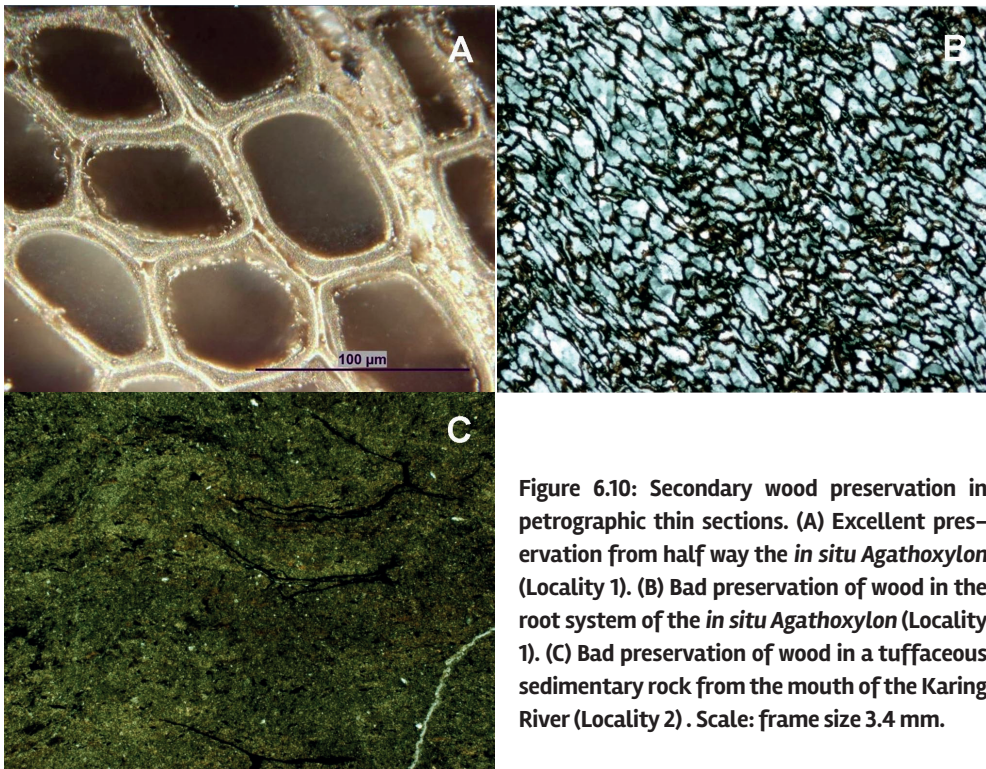 A
B
100 µm
C
Figure 6.10: Secondary wood preservation in
petrographic thin sections. (A) Excellent pres-
ervation from half way the in situ Agathoxylon
(Locality 1). (B) Bad preservation of wood in the
root system of the in situ Agathoxylon (Locality
1). (C) Bad preservation of wood in a tuffaceous
sedimentary rock from the mouth of the Karing
River (Locality 2) . Scale: frame size 3.4 mm.